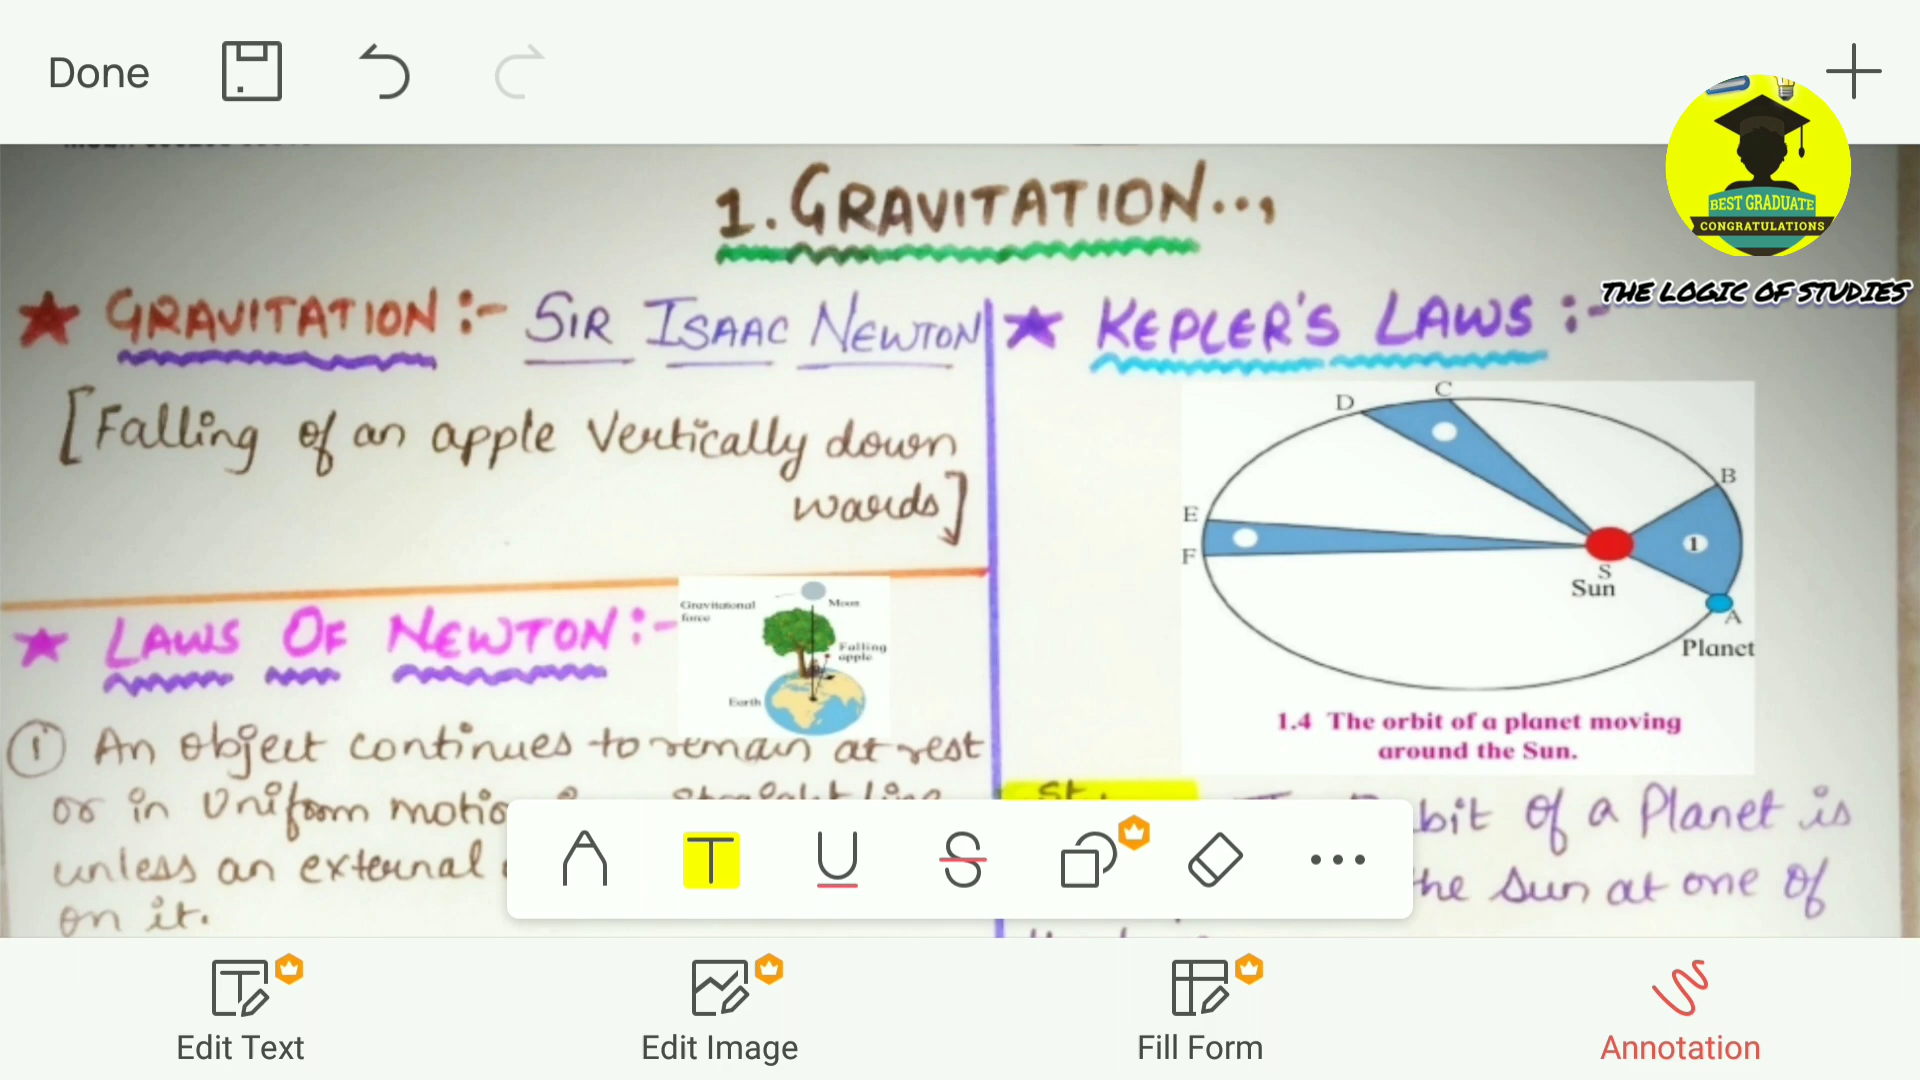 Done
BEST GRADUATE
CONGRATULATIONS
THE LOGIC OF STUDIES
1. GRAVITATION..,
★ GRAVITATION :- SIR ISAAC NEWTON
[Falling of an apple Vertically down
wards]
★ LAWS OF NEWTON :-
Gravitational
force
Moon
Falling
apple
Earth
① An object continues to remain at rest
or in Uniform motio straight line
unless an external
on it.
★ KEPLER'S LAWS :-
D
C
B
E
F
1
S
Sun
A
Planet
1.4 The orbit of a planet moving
around the Sun.
bit of a Planet is
the Sun at one of
T
U
S
Edit Text
Edit Image
Fill Form
Annotation